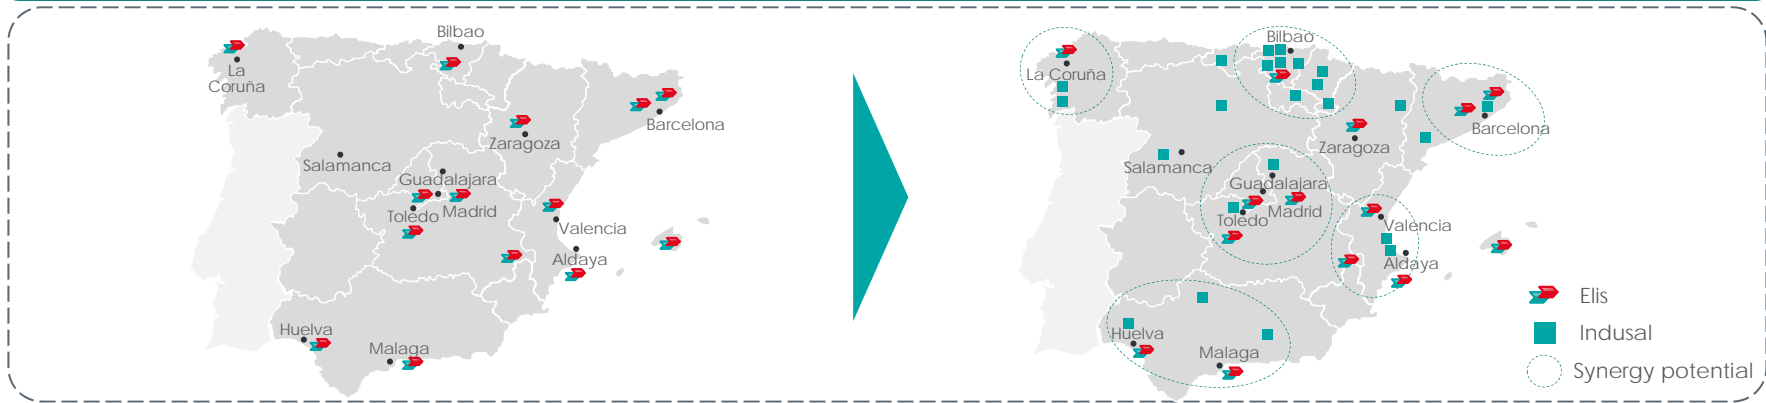 Bilbao
La
Coruña
Barcelona
Zaragoza
Salamanca
Guadalajara
Toledo
Madrid
Valencia
Aldaya
Huelva
Malaga
Bilbao
La Coruña
Barcelona
Zaragoza
Salamanca
Guadalajara
Toledo
Madrid
Valencia
Aldaya
Huelva
Malaga
Elis
Indusal
Synergy potential